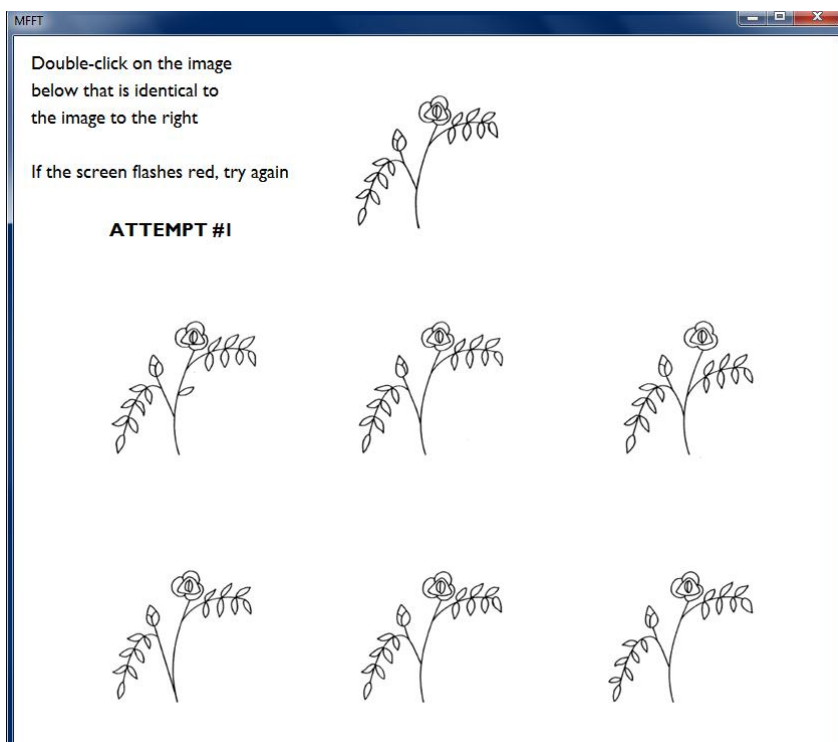 MFFT
Double-click on the image
below that is identical to
the image to the right
If the screen flashes red, try again
ATTEMPT #1